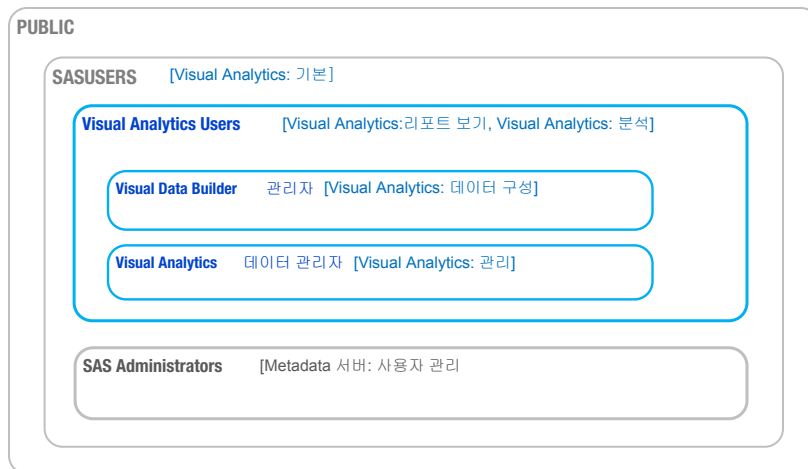 PUBLIC
SASUSERS [Visual Analytics: 기본]
Visual Analytics Users [Visual Analytics:리포트 보기, Visual Analytics: 분석]
Visual Data Builder 관리자 [Visual Analytics: 데이터 구성]
Visual Analytics 데이터 관리자 [Visual Analytics: 관리]
SAS Administrators [Metadata 서버: 사용자 관리